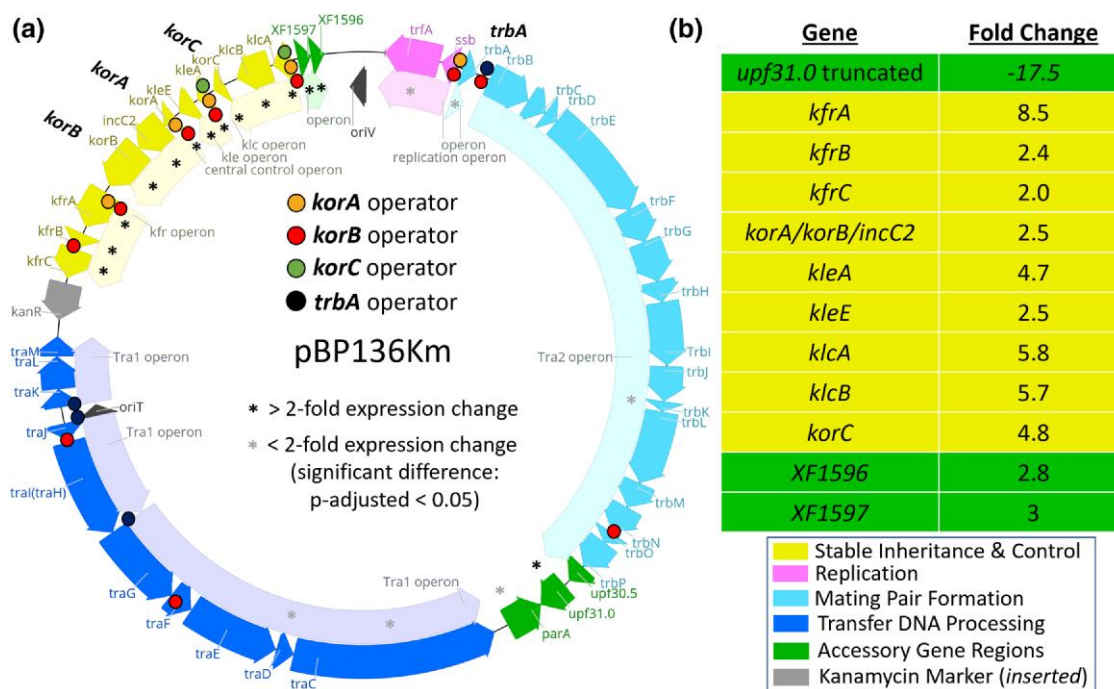 (a)
korB
korA
korC
trbA
kfrC
kfrB
kfrA
korB
incC2
korA
kleE
kleA
korC
klcB
klcA
XF1597
XF1596
trfA
ssb
trbA
trbB
trbC
trbD
trbE
trbF
trbG
trbH
TrbI
trbJ
trbK
trbL
trbM
trbN
trbO
trbP
upf30.5
upf31.0
parA
traC
traD
traE
traF
traG
traI(traH)
traJ
oriT
traK
traL
traM
kanR
kfr operon
central control operon
kle operon
klc operon
operon
oriV
operon
replication operon
Tra2 operon
Tra1 operon
Tra1 operon
Tra1 operon
korA operator
korB operator
korC operator
trbA operator
pBP136Km
* > 2-fold expression change
* < 2-fold expression change
(significant difference:
p-adjusted < 0.05)
(b)
Gene Fold Change
upf31.0 truncated -17.5
kfrA 8.5
kfrB 2.4
kfrC 2.0
korA/korB/incC2 2.5
kleA 4.7
kleE 2.5
klcA 5.8
klcB 5.7
korC 4.8
XF1596 2.8
XF1597 3
Stable Inheritance & Control
Replication
Mating Pair Formation
Transfer DNA Processing
Accessory Gene Regions
Kanamycin Marker (inserted)